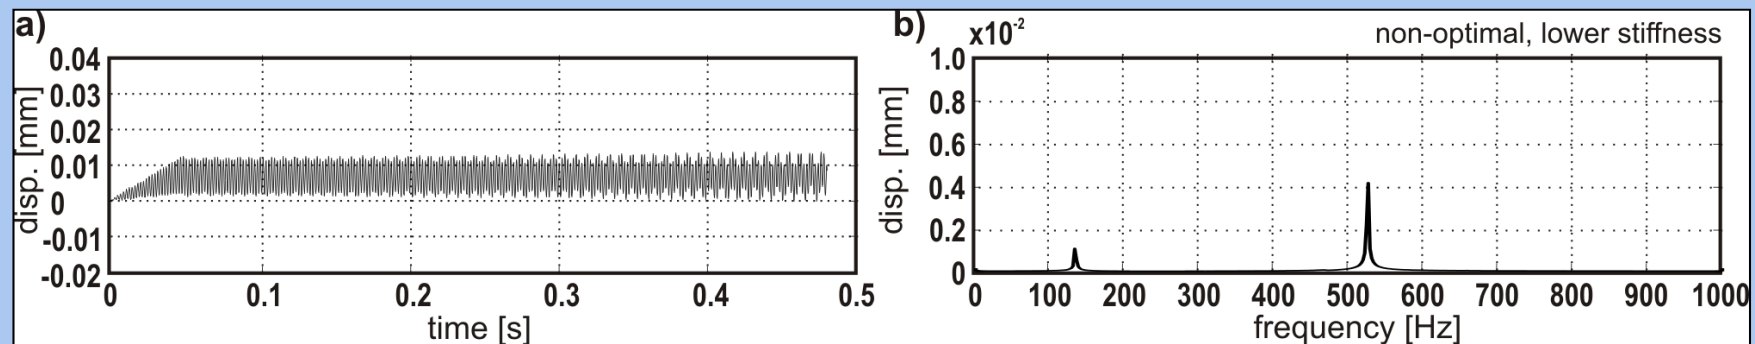 a)
disp. [mm]
0.04
0.03
0.02
0.01
0
-0.01
-0.02
0 0.1 0.2 0.3 0.4 0.5
time [s]
b)
x10-2
non-optimal, lower stiffness
disp. [mm]
1.0
0.8
0.6
0.4
0.2
0
0 100 200 300 400 500 600 700 800 900 1000
frequency [Hz]